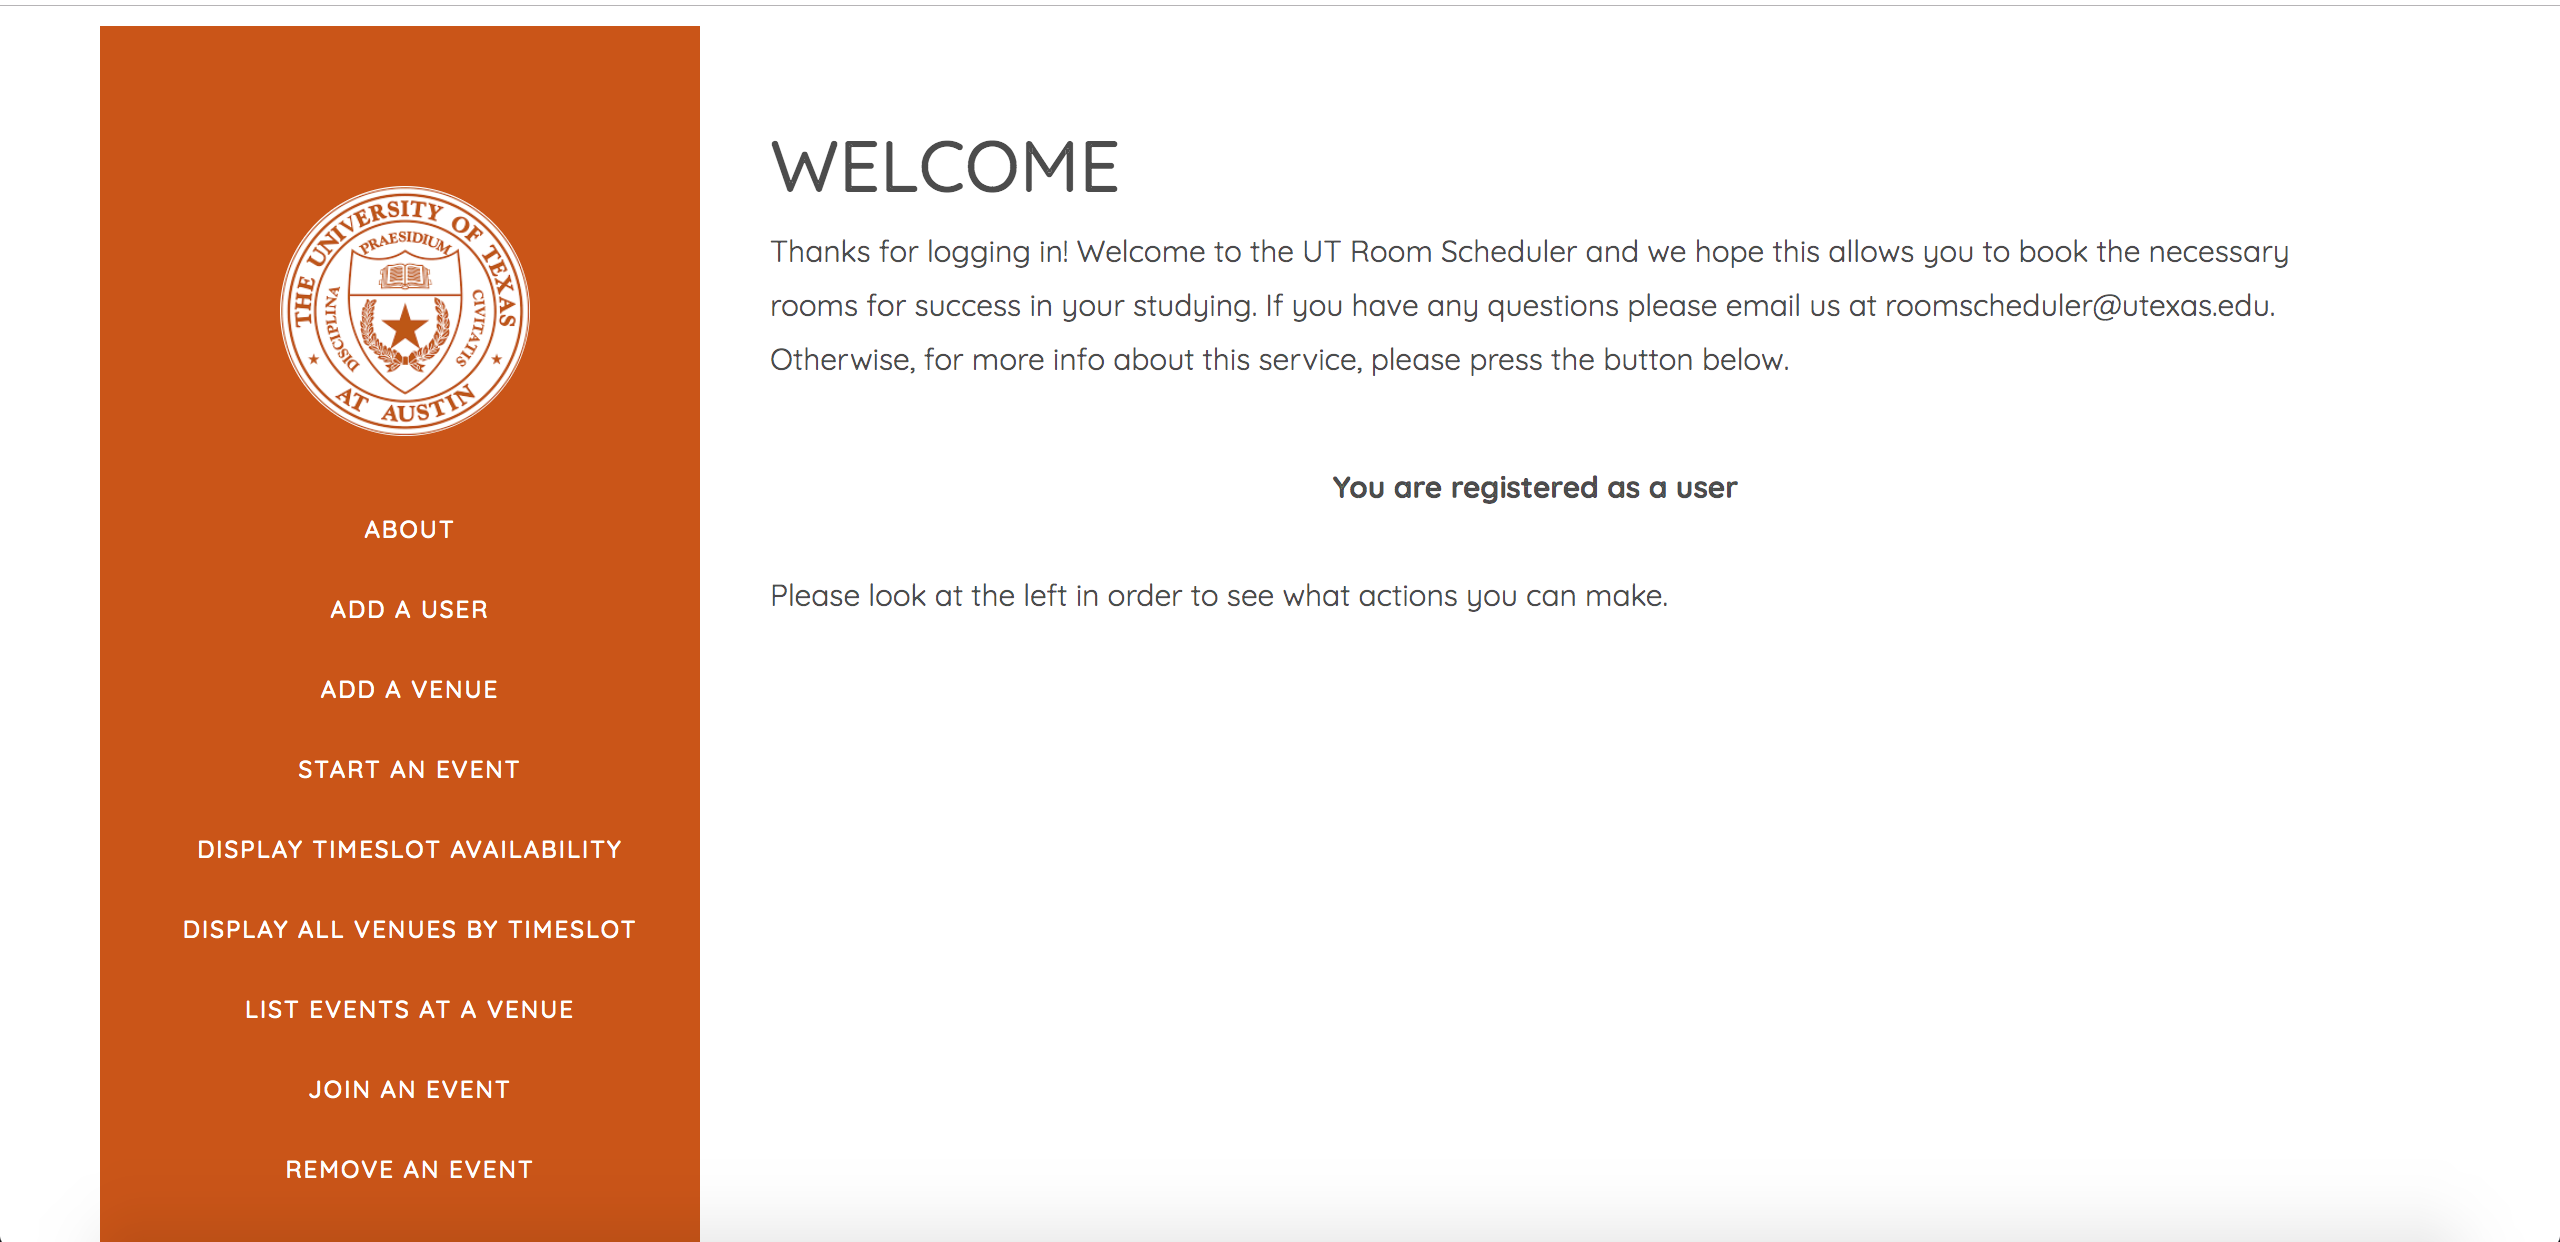 THE UNIVERSITY OF TEXAS
AT AUSTIN
PRAESIDIUM
DISCIPLINA
CIVITATIS
ABOUT
ADD A USER
ADD A VENUE
START AN EVENT
DISPLAY TIMESLOT AVAILABILITY
DISPLAY ALL VENUES BY TIMESLOT
LIST EVENTS AT A VENUE
JOIN AN EVENT
REMOVE AN EVENT
WELCOME
Thanks for logging in! Welcome to the UT Room Scheduler and we hope this allows you to book the necessary
rooms for success in your studying. If you have any questions please email us at roomscheduler@utexas.edu.
Otherwise, for more info about this service, please press the button below.
You are registered as a user
Please look at the left in order to see what actions you can make.